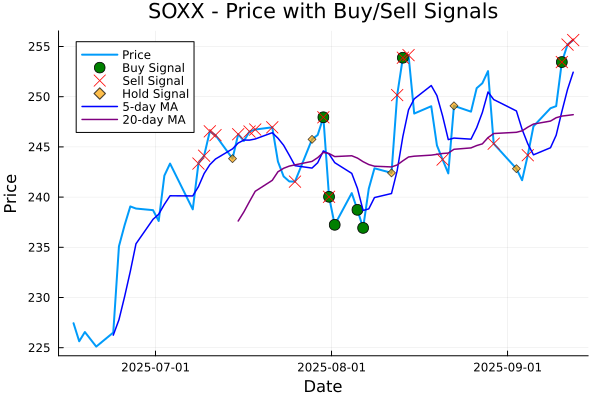 SOXX - Price with Buy/Sell Signals
255
250
245
240
235
230
225
Price
Price
Buy Signal
Sell Signal
Hold Signal
5-day MA
20-day MA
2025-07-01
2025-08-01
2025-09-01
Date